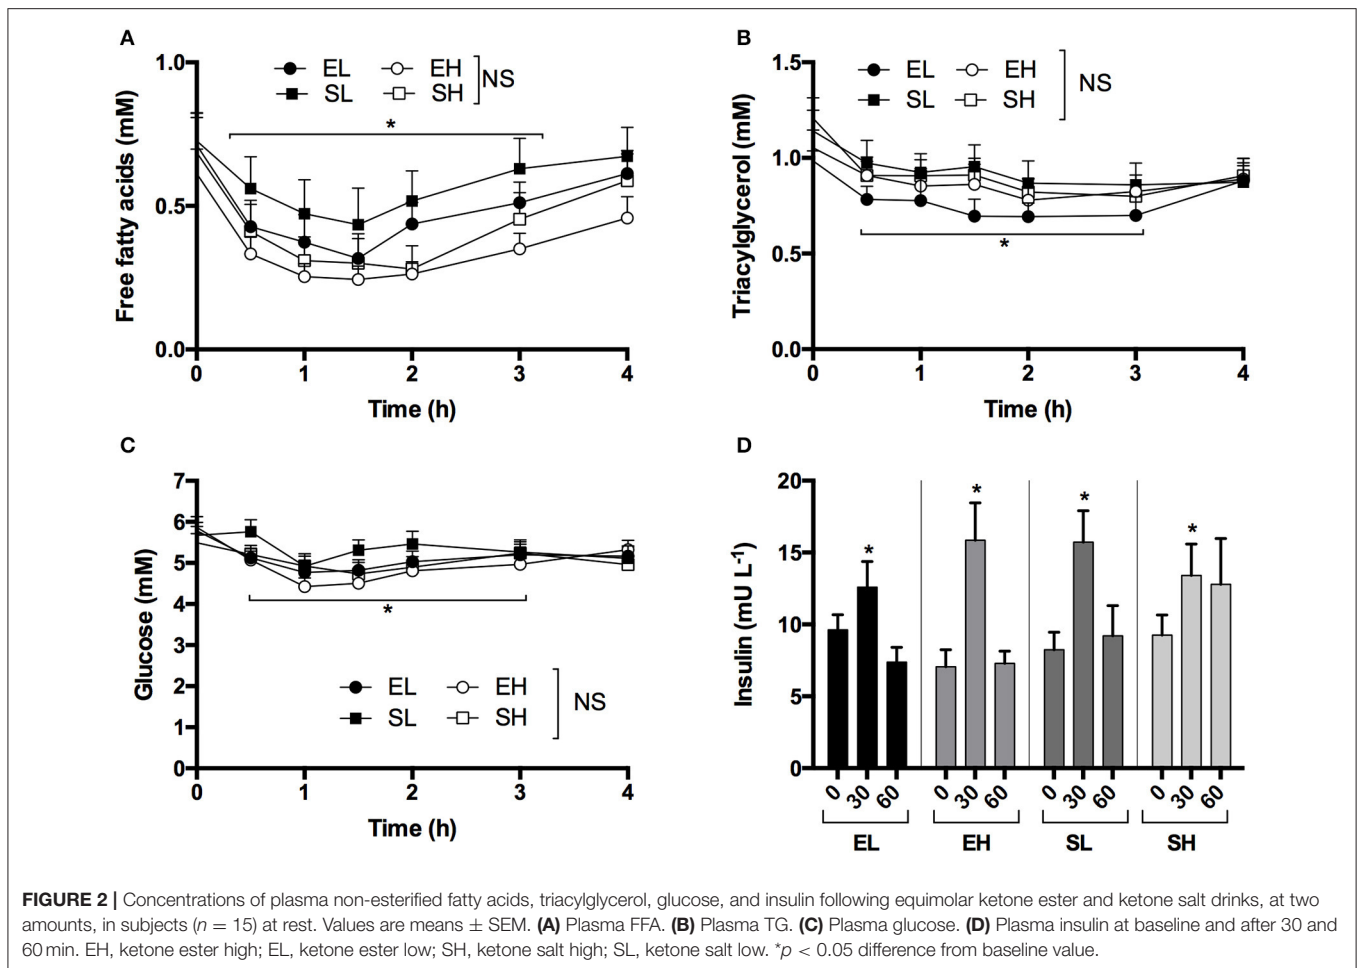 A
1.0
0.5
0.0
Free fatty acids (mM)
EL EH
SL SH
NS
*
0 1 2 3 4
Time (h)
B
1.5
1.0
0.5
0.0
Triacylglycerol (mM)
EL EH
SL SH
NS
*
0 1 2 3 4
Time (h)
C
7
6
5
4
3
2
1
0
Glucose (mM)
*
EL EH
SL SH
NS
0 1 2 3 4
Time (h)
D
20
15
10
5
0
Insulin (mU L-1)
* * * *
0 30 60 0 30 60 0 30 60 0 30 60
EL EH SL SH
FIGURE 2 | Concentrations of plasma non-esterified fatty acids, triacylglycerol, glucose, and insulin following equimolar ketone ester and ketone salt drinks, at two
amounts, in subjects (n = 15) at rest. Values are means ± SEM. (A) Plasma FFA. (B) Plasma TG. (C) Plasma glucose. (D) Plasma insulin at baseline and after 30 and
60 min. EH, ketone ester high; EL, ketone ester low; SH, ketone salt high; SL, ketone salt low. *p < 0.05 difference from baseline value.